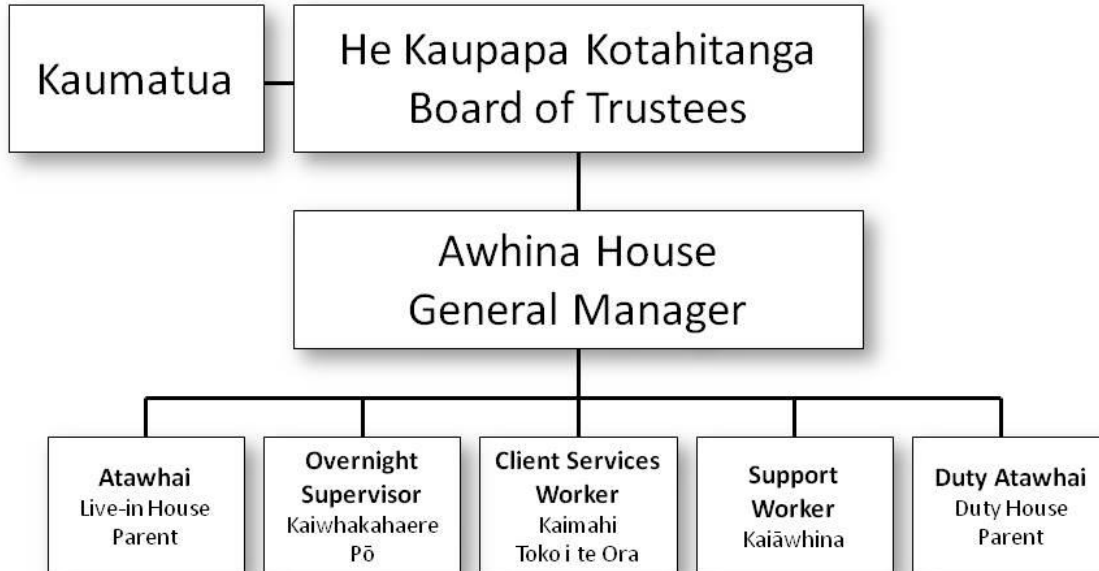 Kaumatua
He Kaupapa Kotahitanga
Board of Trustees
Awhina House
General Manager
Atawhai
Live-in House
Parent
Overnight
Supervisor
Kaiwhakahaere
Pō
Client Services
Worker
Kaimahi
Toko i te Ora
Support
Worker
Kaiāwhina
Duty Atawhai
Duty House
Parent